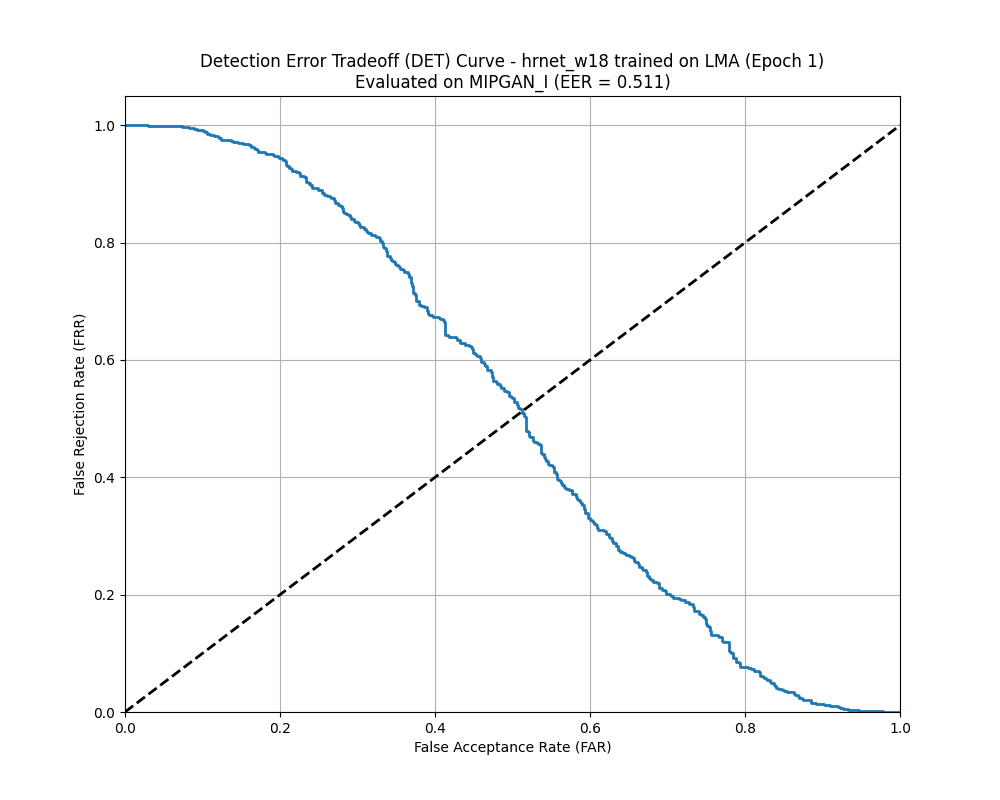 Detection Error Tradeoff (DET) Curve - hrnet_w18 trained on LMA (Epoch 1)
Evaluated on MIPGAN_I (EER = 0.511)
1.0
0.8
0.6
0.4
0.2
0.0
False Rejection Rate (FRR)
0.0 0.2 0.4 0.6 0.8 1.0
False Acceptance Rate (FAR)